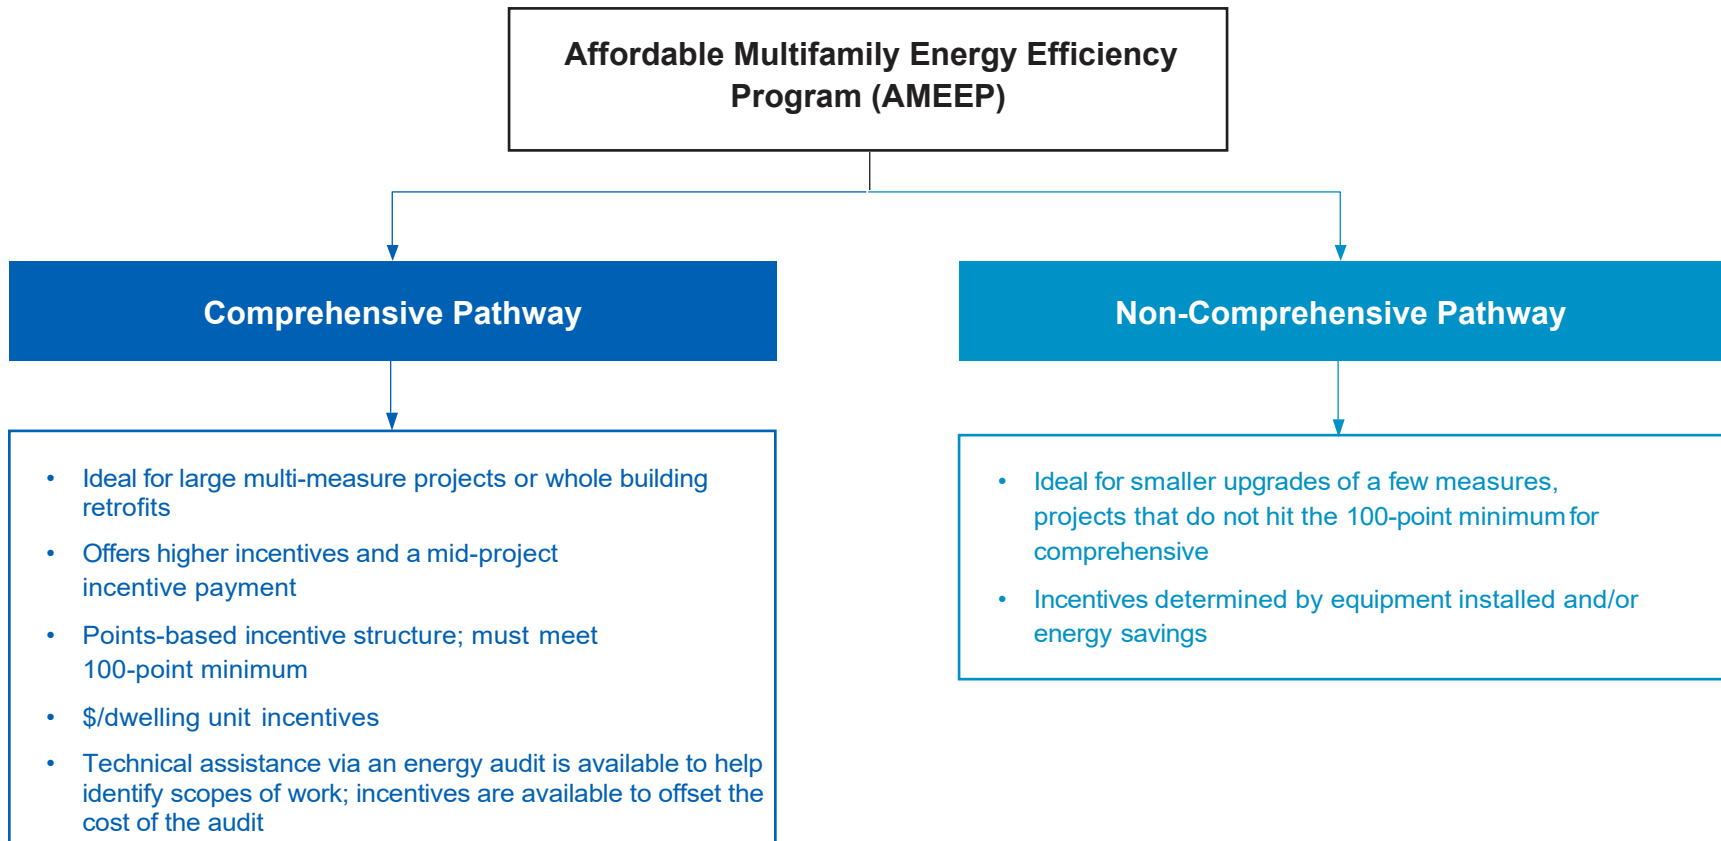 Affordable Multifamily Energy Efficiency
Program (AMEEP)
Comprehensive Pathway
• Ideal for large multi-measure projects or whole building
retrofits
• Offers higher incentives and a mid-project
incentive payment
• Points-based incentive structure; must meet
100-point minimum
• $/dwelling unit incentives
• Technical assistance via an energy audit is available to help
identify scopes of work; incentives are available to offset the
cost of the audit
Non-Comprehensive Pathway
• Ideal for smaller upgrades of a few measures,
projects that do not hit the 100-point minimum for
comprehensive
• Incentives determined by equipment installed and/or
energy savings